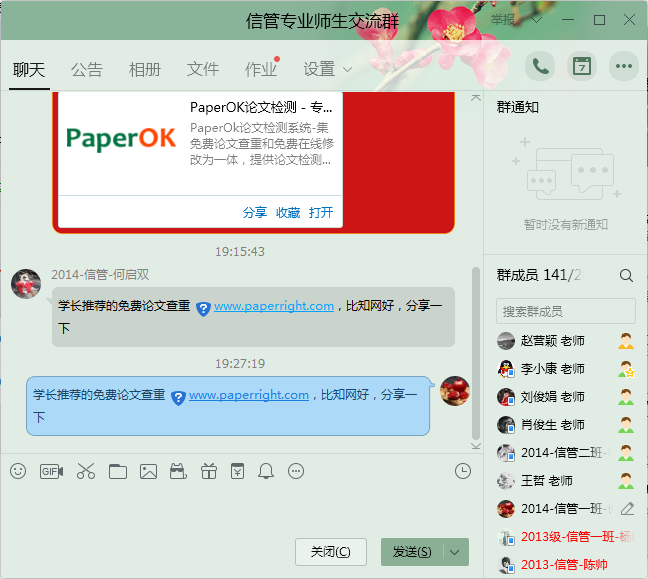 信管专业师生交流群
举报
聊天 公告 相册 文件 作业 设置
7
PaperOK
PaperOK论文检测 - 专...
PaperOk论文检测系统-集
免费论文查重和免费在线修
改为一体，提供论文检测...
分享 收藏 打开
19:15:43
2014-信管-何启双
学长推荐的免费论文查重 www.paperright.com，比知网好，分享一
下
19:27:19
学长推荐的免费论文查重 www.paperright.com，比知网好，分享一
下
GIF
关闭(C)
发送(S)
群通知
暂时没有新通知
群成员 141/2
搜索群成员
赵营颖 老师
李小康 老师
刘俊娟 老师
肖俊生 老师
2014-信管二班-
王哲 老师
2014-信管一班-
2013级-信管一班-杨
2013-信管-陈帅